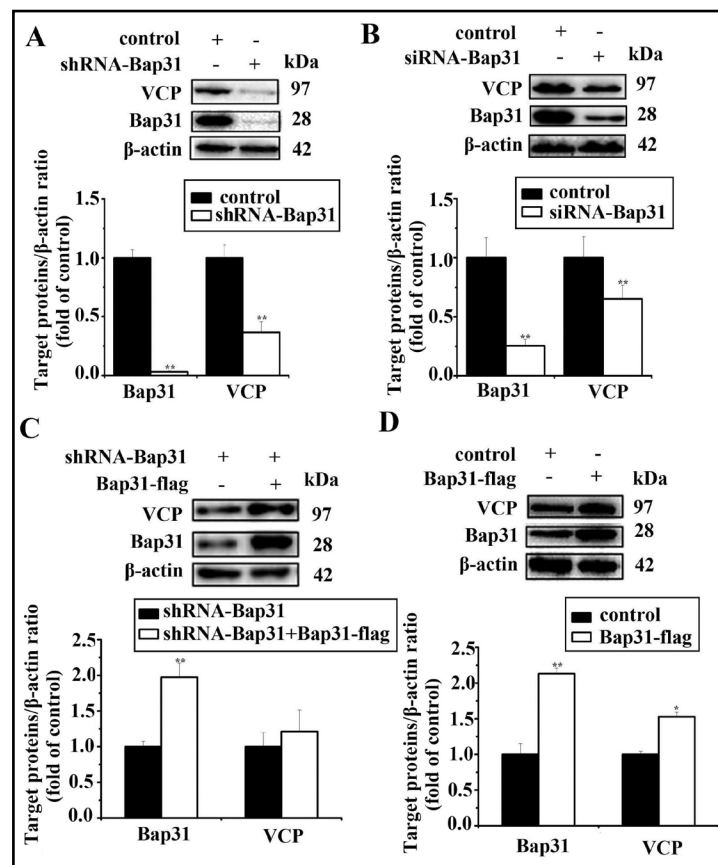 A
control + -
shRNA-Bap31 - + kDa
VCP 97
Bap31 28
β-actin 42
Target proteins/β-actin ratio
(fold of control)
1.5
1.0
0.5
0.0
control
shRNA-Bap31
**
**
Bap31 VCP
B
control + -
siRNA-Bap31 - + kDa
VCP 97
Bap31 28
β-actin 42
Target proteins/β-actin ratio
(fold of control)
1.5
1.0
0.5
0.0
control
siRNA-Bap31
**
**
Bap31 VCP
C
shRNA-Bap31 + +
Bap31-flag - + kDa
VCP 97
Bap31 28
β-actin 42
Target proteins/β-actin ratio
(fold of control)
2.5
2.0
1.5
1.0
0.5
0.0
shRNA-Bap31
shRNA-Bap31+Bap31-flag
**
Bap31 VCP
D
control + -
Bap31-flag - + kDa
VCP 97
Bap31 28
β-actin 42
Target proteins/β-actin ratio
(fold of control)
2.5
2.0
1.5
1.0
0.5
0.0
control
Bap31-flag
**
*
Bap31 VCP